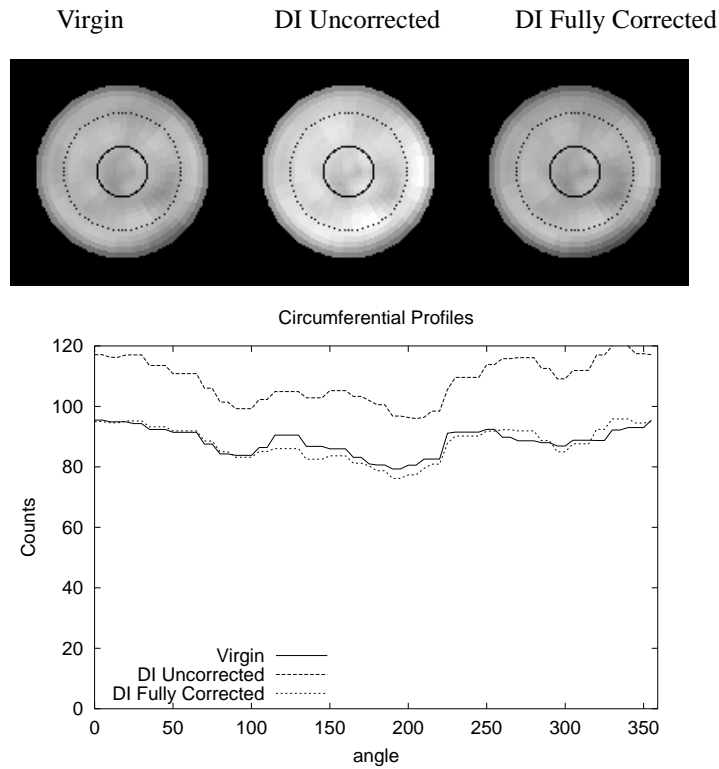 Virgin DI Uncorrected DI Fully Corrected
Circumferential Profiles
120
100
80
60
40
20
0
Counts
Virgin
DI Uncorrected
DI Fully Corrected
0 50 100 150 200 250 300 350
angle